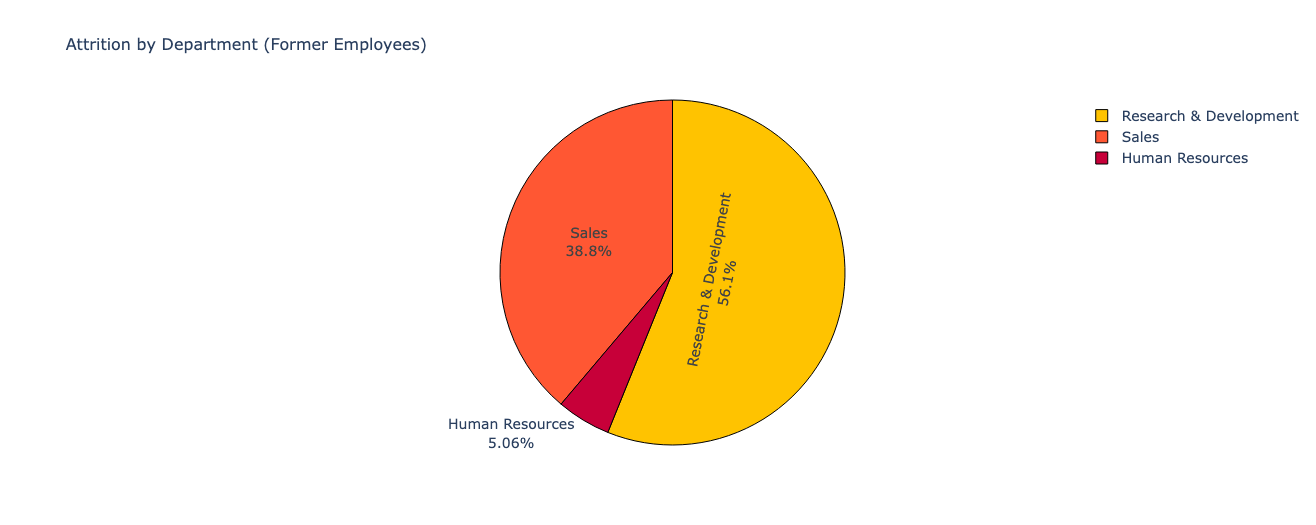 Attrition by Department (Former Employees)
Research & Development
Sales
Human Resources
Sales
38.8%
Research & Development
56.1%
Human Resources
5.06%